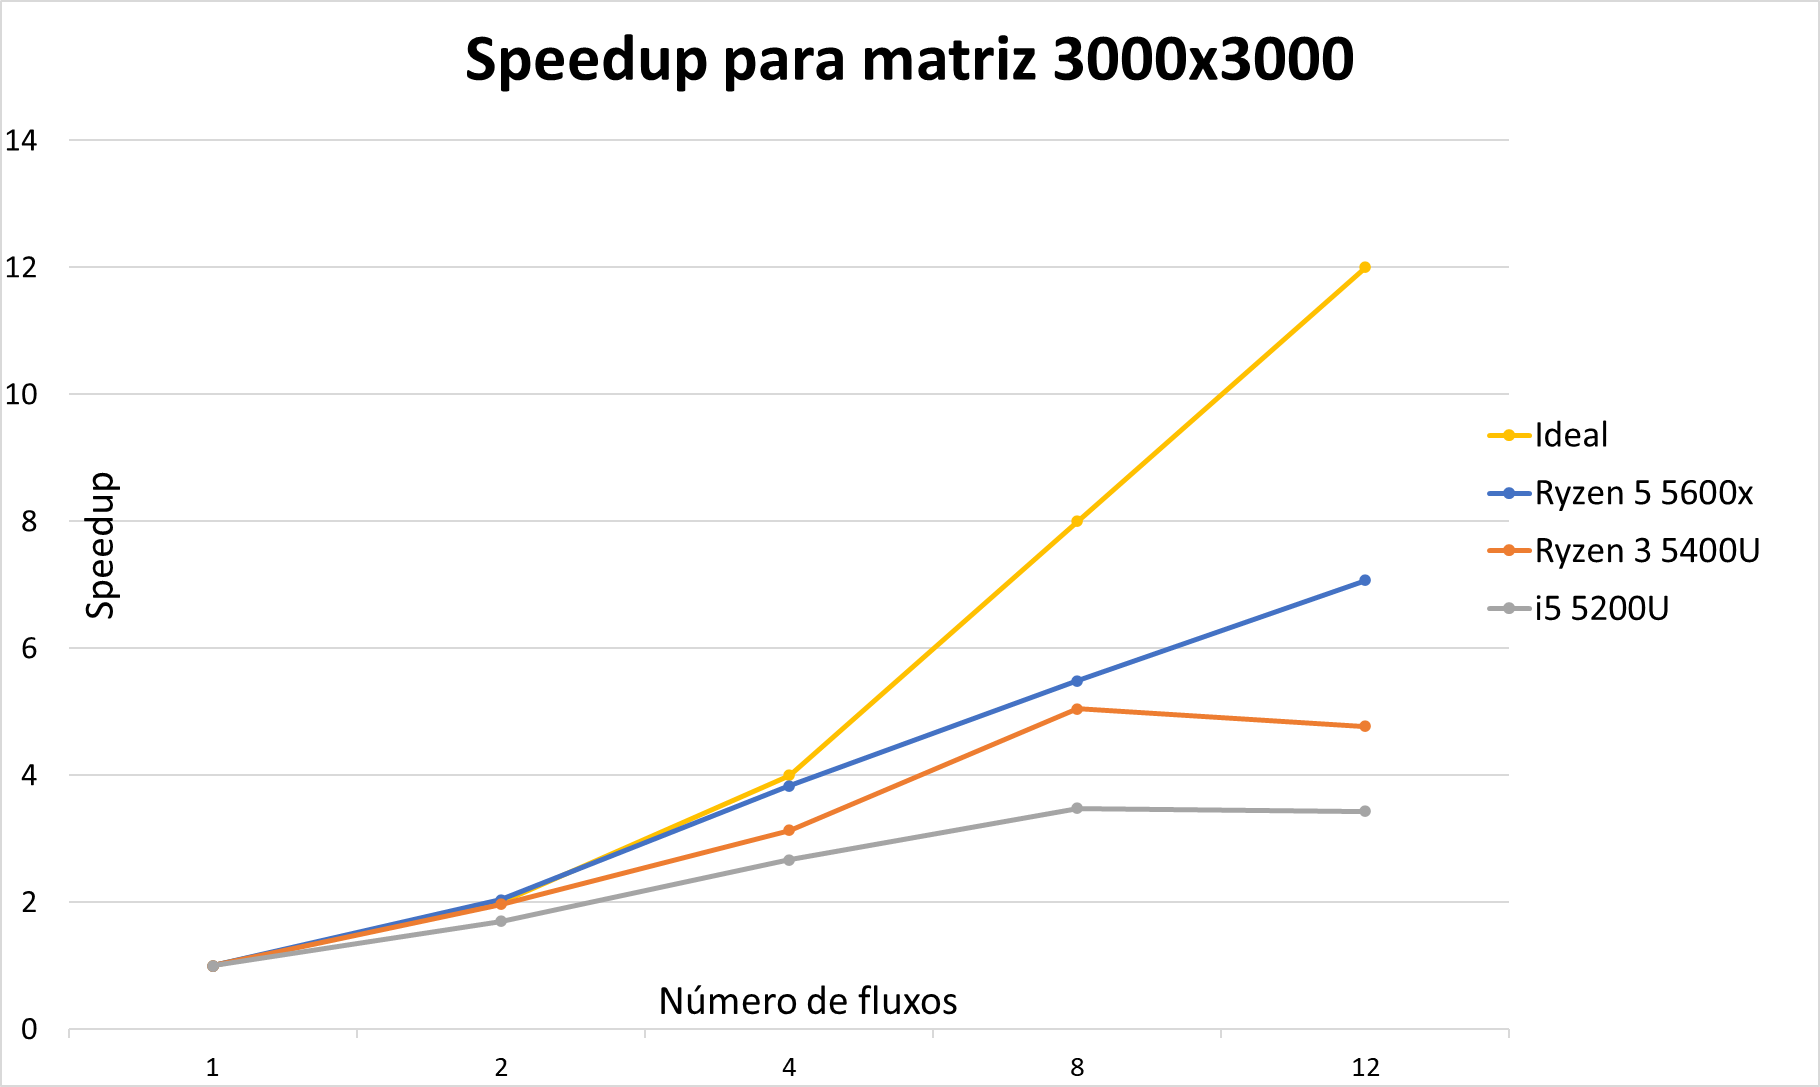 Speedup para matriz 3000x3000
14
12
10
8
6
4
2
0
Speedup
Número de fluxos
1 2 4 8 12
Ideal
Ryzen 5 5600x
Ryzen 3 5400U
i5 5200U